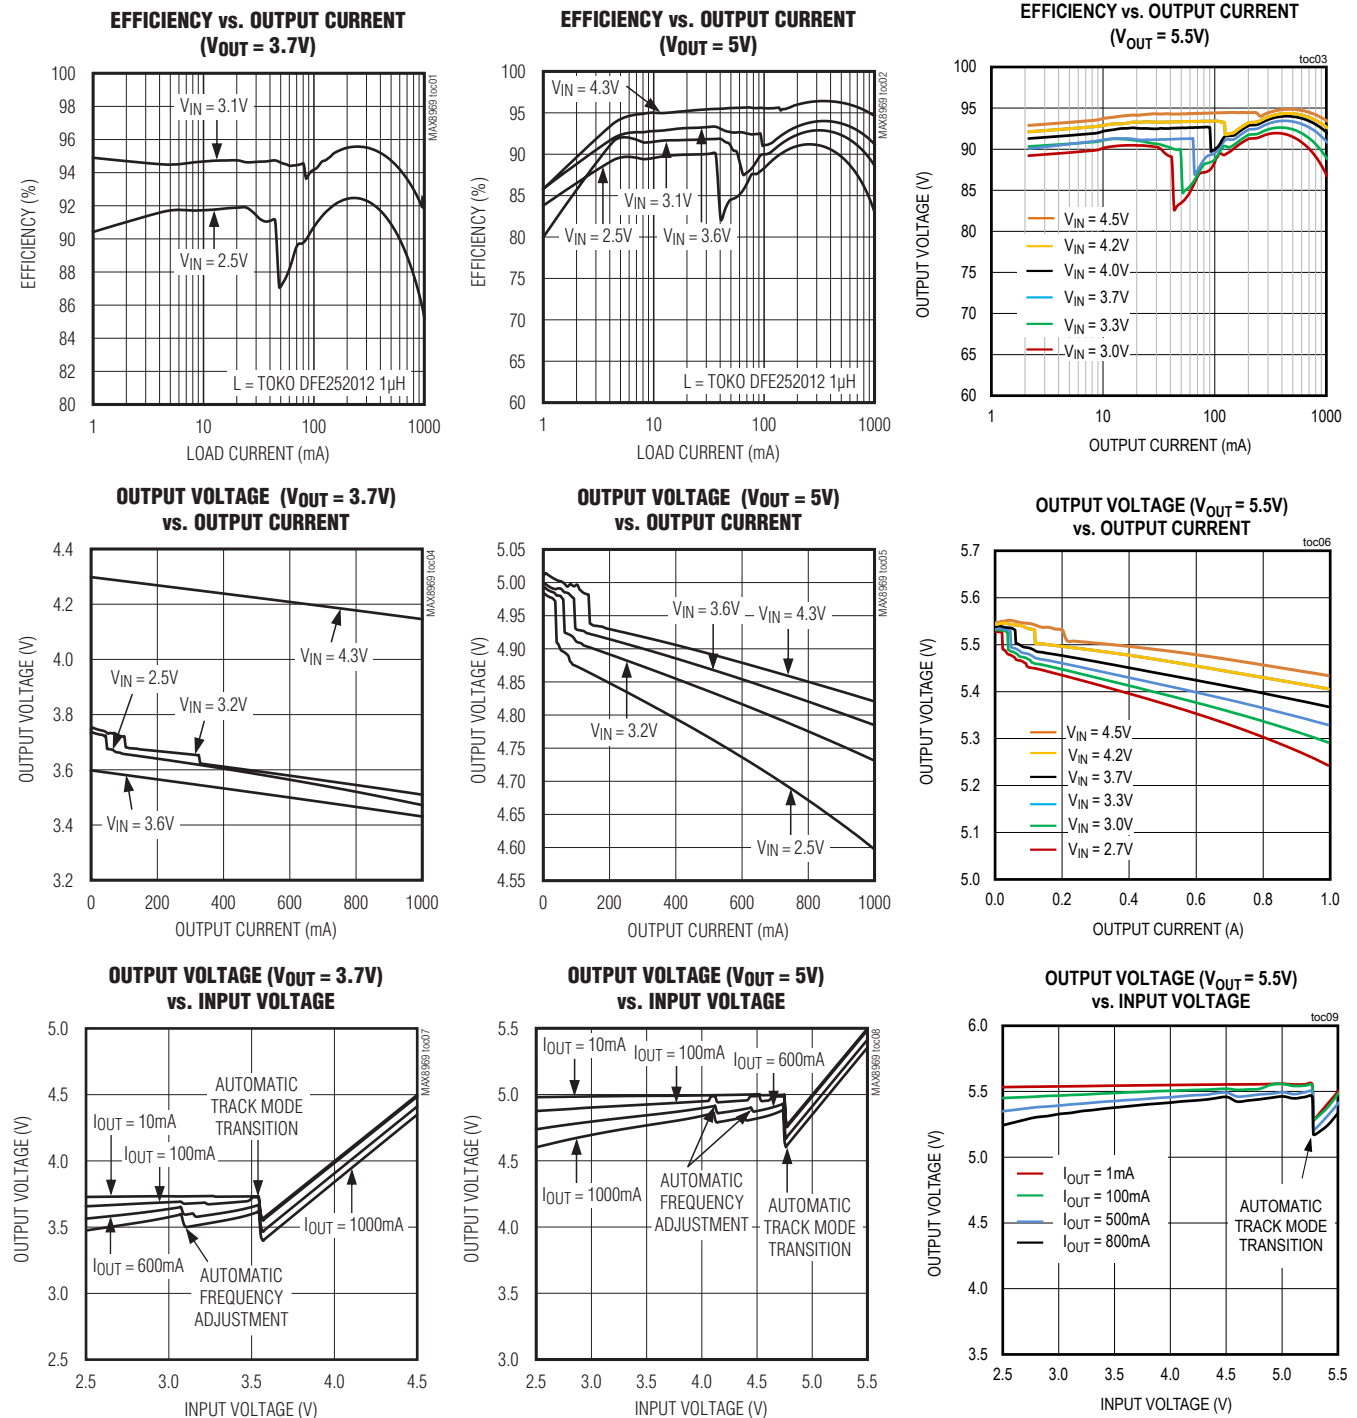 EFFICIENCY vs. OUTPUT CURRENT
(VOUT = 3.7V)
MAX8969 toc01
EFFICIENCY (%)
100
98
96
94
92
90
88
86
84
82
80
VIN = 3.1V
VIN = 2.5V
L = TOKO DFE252012 1µH
1
10
100
1000
LOAD CURRENT (mA)
EFFICIENCY vs. OUTPUT CURRENT
(VOUT = 5V)
MAX8969 toc02
EFFICIENCY (%)
100
95
90
85
80
75
70
65
60
VIN = 4.3V
VIN = 3.1V
VIN = 2.5V
VIN = 3.6V
L = TOKO DFE252012 1µH
1
10
100
1000
LOAD CURRENT (mA)
EFFICIENCY vs. OUTPUT CURRENT
(VOUT = 5.5V)
toc03
OUTPUT VOLTAGE (V)
100
95
90
85
80
75
70
65
60
VIN = 4.5V
VIN = 4.2V
VIN = 4.0V
VIN = 3.7V
VIN = 3.3V
VIN = 3.0V
1
10
100
1000
OUTPUT CURRENT (mA)
OUTPUT VOLTAGE (VOUT = 3.7V)
vs. OUTPUT CURRENT
MAX8969 toc04
OUTPUT VOLTAGE (V)
4.4
4.2
4.0
3.8
3.6
3.4
3.2
VIN = 4.3V
VIN = 2.5V
VIN = 3.2V
VIN = 3.6V
0
200
400
600
800
1000
OUTPUT CURRENT (mA)
OUTPUT VOLTAGE (VOUT = 5V)
vs. OUTPUT CURRENT
MAX8969 toc05
OUTPUT VOLTAGE (V)
5.05
5.00
4.95
4.90
4.85
4.80
4.75
4.70
4.65
4.60
4.55
VIN = 3.6V
VIN = 4.3V
VIN = 3.2V
VIN = 2.5V
0
200
400
600
800
1000
OUTPUT CURRENT (mA)
OUTPUT VOLTAGE (VOUT = 5.5V)
vs. OUTPUT CURRENT
toc06
OUTPUT VOLTAGE (V)
5.7
5.6
5.5
5.4
5.3
5.2
5.1
5.0
VIN = 4.5V
VIN = 4.2V
VIN = 3.7V
VIN = 3.3V
VIN = 3.0V
VIN = 2.7V
0.0
0.2
0.4
0.6
0.8
1.0
OUTPUT CURRENT (A)
OUTPUT VOLTAGE (VOUT = 3.7V)
vs. INPUT VOLTAGE
MAX8969 toc07
OUTPUT VOLTAGE (V)
5.0
4.5
4.0
3.5
3.0
2.5
AUTOMATIC
TRACK MODE
TRANSITION
IOUT = 10mA
IOUT = 100mA
IOUT = 1000mA
IOUT = 600mA
AUTOMATIC
FREQUENCY
ADJUSTMENT
2.5
3.0
3.5
4.0
4.5
INPUT VOLTAGE (V)
OUTPUT VOLTAGE (VOUT = 5V)
vs. INPUT VOLTAGE
MAX8969 toc08
OUTPUT VOLTAGE (V)
5.5
5.0
4.5
4.0
3.5
3.0
IOUT = 10mA
IOUT = 100mA
IOUT = 600mA
IOUT = 1000mA
AUTOMATIC
FREQUENCY
ADJUSTMENT
AUTOMATIC
TRACK MODE
TRANSITION
2.5
3.0
3.5
4.0
4.5
5.0
5.5
INPUT VOLTAGE (V)
OUTPUT VOLTAGE (VOUT = 5.5V)
vs. INPUT VOLTAGE
toc09
OUTPUT VOLTAGE (V)
6.0
5.5
5.0
4.5
4.0
3.5
IOUT = 1mA
IOUT = 100mA
IOUT = 500mA
IOUT = 800mA
AUTOMATIC
TRACK MODE
TRANSITION
2.5
3.0
3.5
4.0
4.5
5.0
5.5
INPUT VOLTAGE (V)